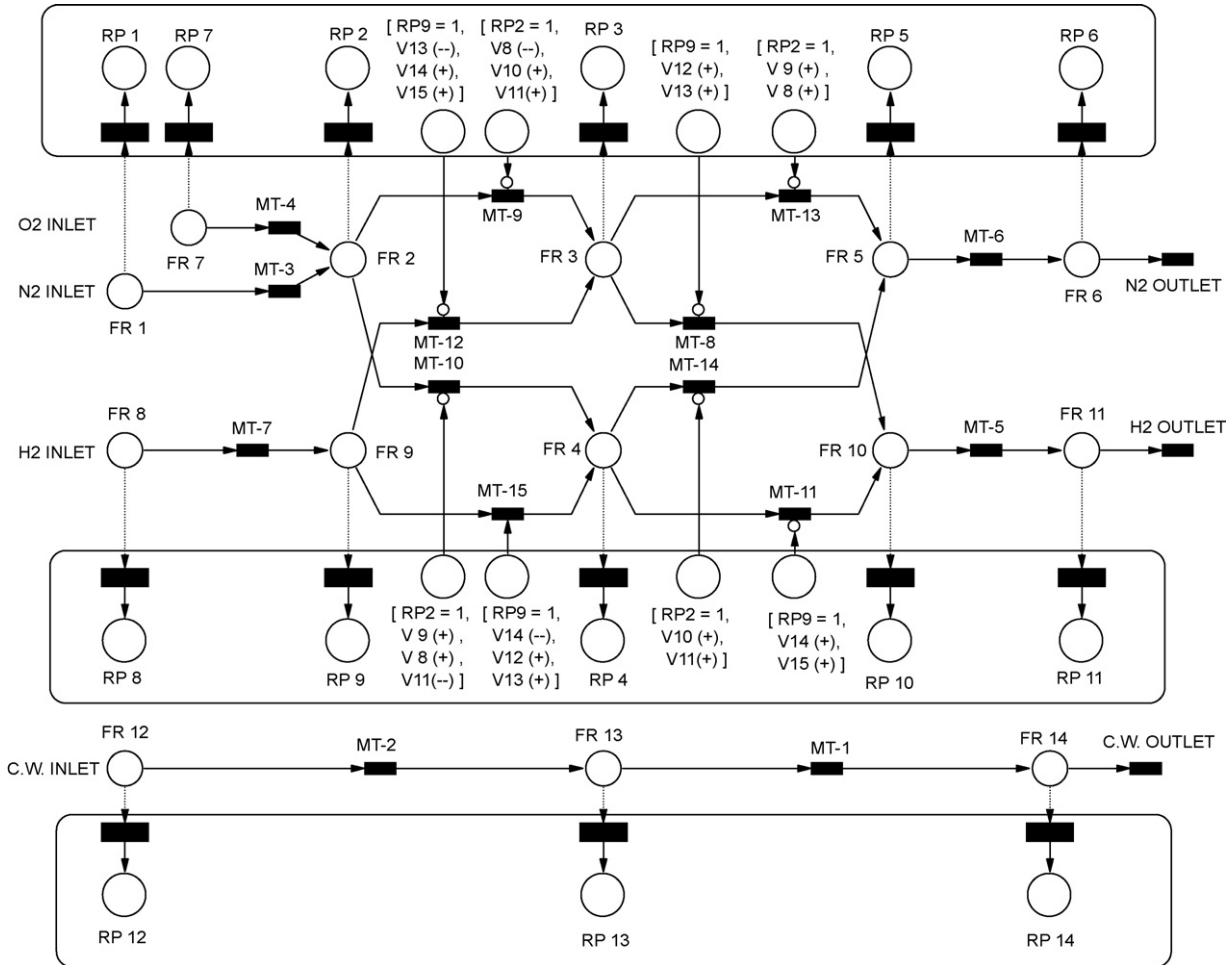 RP 1
RP 7
RP 2
[ RP9 = 1,
V13 (--),
V14 (+),
V15 (+) ]
[ RP2 = 1,
V8 (--),
V10 (+),
V11(+) ]
RP 3
[ RP9 = 1,
V12 (+),
V13 (+) ]
[ RP2 = 1,
V 9 (+) ,
V 8 (+) ]
RP 5
RP 6
MT-4
MT-9
MT-13
O2 INLET
FR 7
MT-3
FR 2
FR 3
FR 5
MT-6
FR 6
N2 OUTLET
N2 INLET
FR 1
MT-12
MT-8
MT-10
MT-14
FR 8
MT-7
H2 INLET
FR 9
FR 4
FR 10
MT-5
FR 11
H2 OUTLET
MT-15
MT-11
[ RP2 = 1,
V 9 (+) ,
V 8 (+) ,
V11(--) ]
[ RP9 = 1,
V14 (--),
V12 (+),
V13 (+) ]
[ RP2 = 1,
V10 (+),
V11(+) ]
[ RP9 = 1,
V14 (+),
V15 (+) ]
RP 8
RP 9
RP 4
RP 10
RP 11
FR 12
MT-2
FR 13
MT-1
FR 14
C.W. OUTLET
C.W. INLET
RP 12
RP 13
RP 14